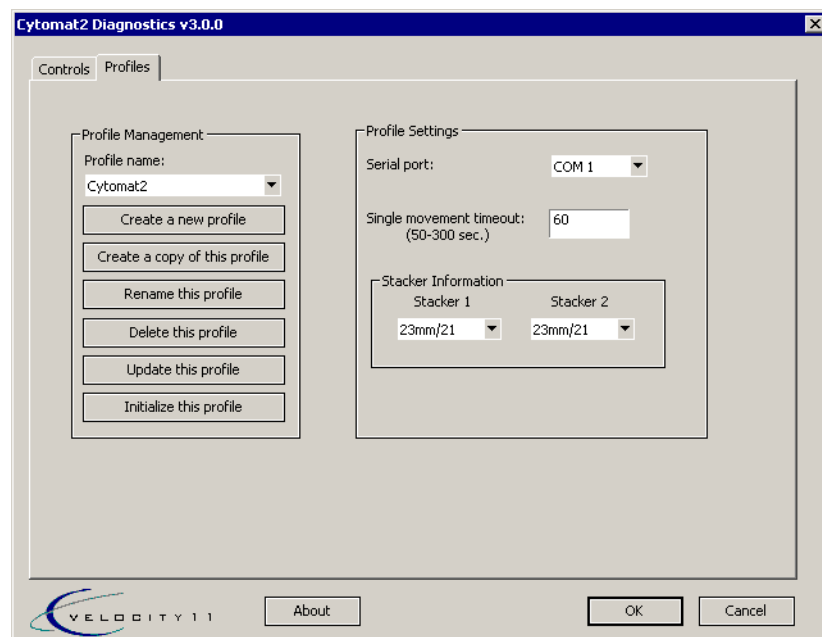 Cytomat2 Diagnostics v3.0.0
Controls
Profiles
Profile Management
Profile name:
Cytomat2
Create a new profile
Create a copy of this profile
Rename this profile
Delete this profile
Update this profile
Initialize this profile
Profile Settings
Serial port:
COM 1
Single movement timeout:
60
(50-300 sec.)
Stacker Information
Stacker 1
Stacker 2
23mm/21
23mm/21
VELOCITY11
About
OK
Cancel